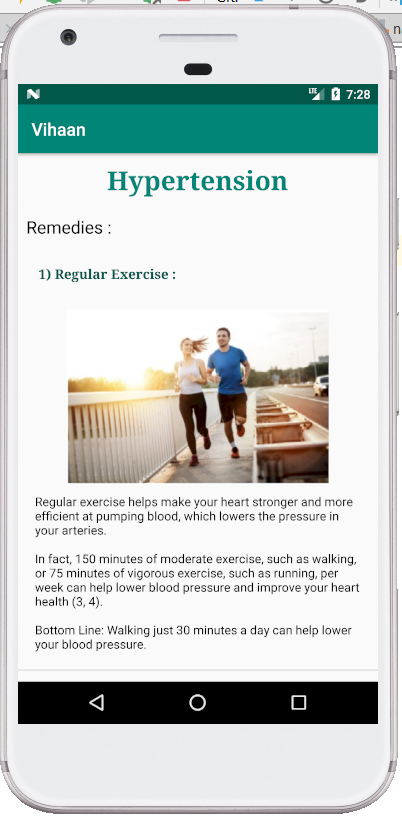 LTE 7:28
Vihaan
Hypertension
Remedies :
1) Regular Exercise :
Regular exercise helps make your heart stronger and more
efficient at pumping blood, which lowers the pressure in
your arteries.
In fact, 150 minutes of moderate exercise, such as walking,
or 75 minutes of vigorous exercise, such as running, per
week can help lower blood pressure and improve your heart
health (3, 4).
Bottom Line: Walking just 30 minutes a day can help lower
your blood pressure.